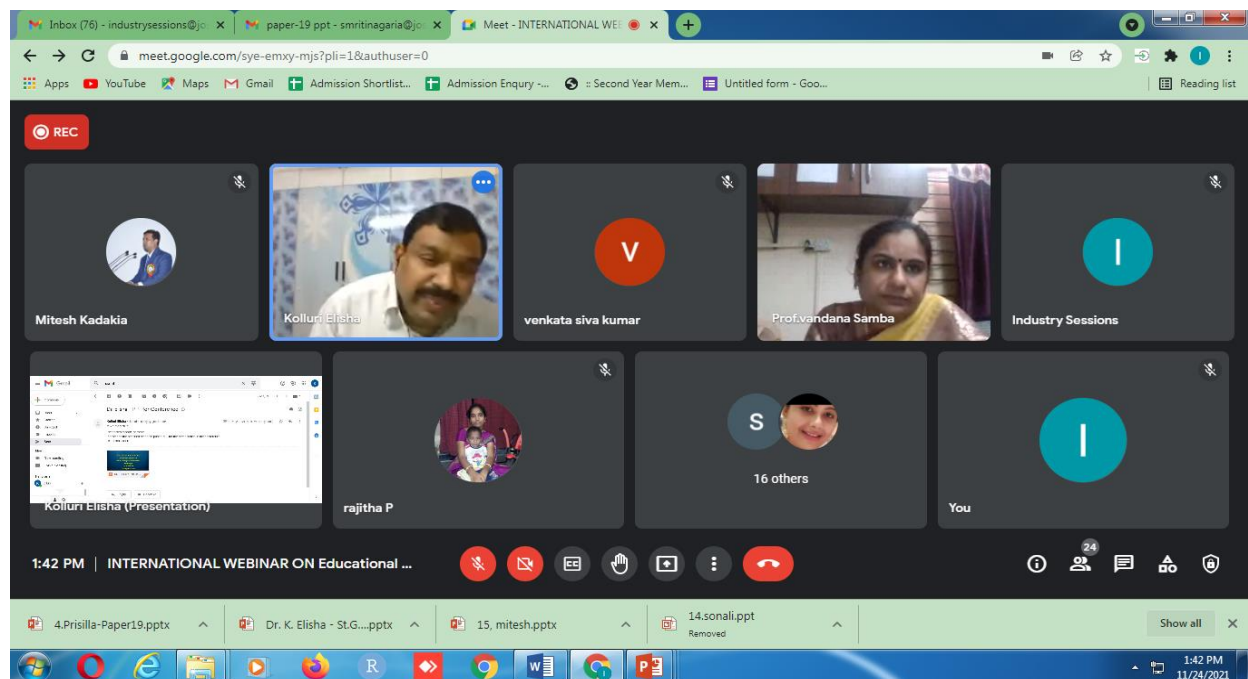 Inbox (76) - industrysessions@jo
paper-19 ppt - smritinagaria@jo
Meet - INTERNATIONAL WEB
meet.google.com/sye-emxy-mjs?pli=1&authuser=0
Apps YouTube Maps Gmail Admission Shortlist... Admission Enqury -... :: Second Year Mem... Untitled form - Goo... Reading list
REC
Mitesh Kadakia
Kolluri Elisha
V
venkata siva kumar
Prof.vandana Samba
I
Industry Sessions
Kolluri Elisha (Presentation)
rajitha P
S
16 others
I
You
1:42 PM | INTERNATIONAL WEBINAR ON Educational ...
CC
24
4.Prisilla-Paper19.pptx
Dr. K. Elisha - St.G....pptx
15, mitesh.pptx
14.sonali.ppt
Removed
Show all
1:42 PM
11/24/2021